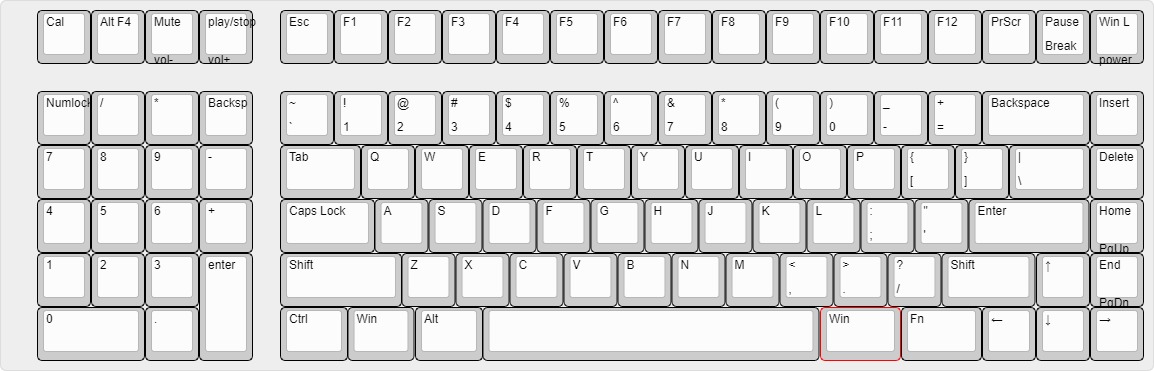 Cal Alt F4 Mute play/stop Esc F1 F2 F3 F4 F5 F6 F7 F8 F9 F10 F11 F12 PrScr Pause Win L
Break
vol- vol+ power
Numlock / * Backsp ~ ! @ # $ % ^ & * ( ) _ + Backspace Insert
` 1 2 3 4 5 6 7 8 9 0 - =
7 8 9 - Tab Q W E R T Y U I O P { } | Delete
[ ] \
4 5 6 + Caps Lock A S D F G H J K L : " Enter Home
; '
PgUp
1 2 3 enter Shift Z X C V B N M < > ? Shift ↑ End
, . /
PgDn
0 . Ctrl Win Alt Win Fn ← ↓ →